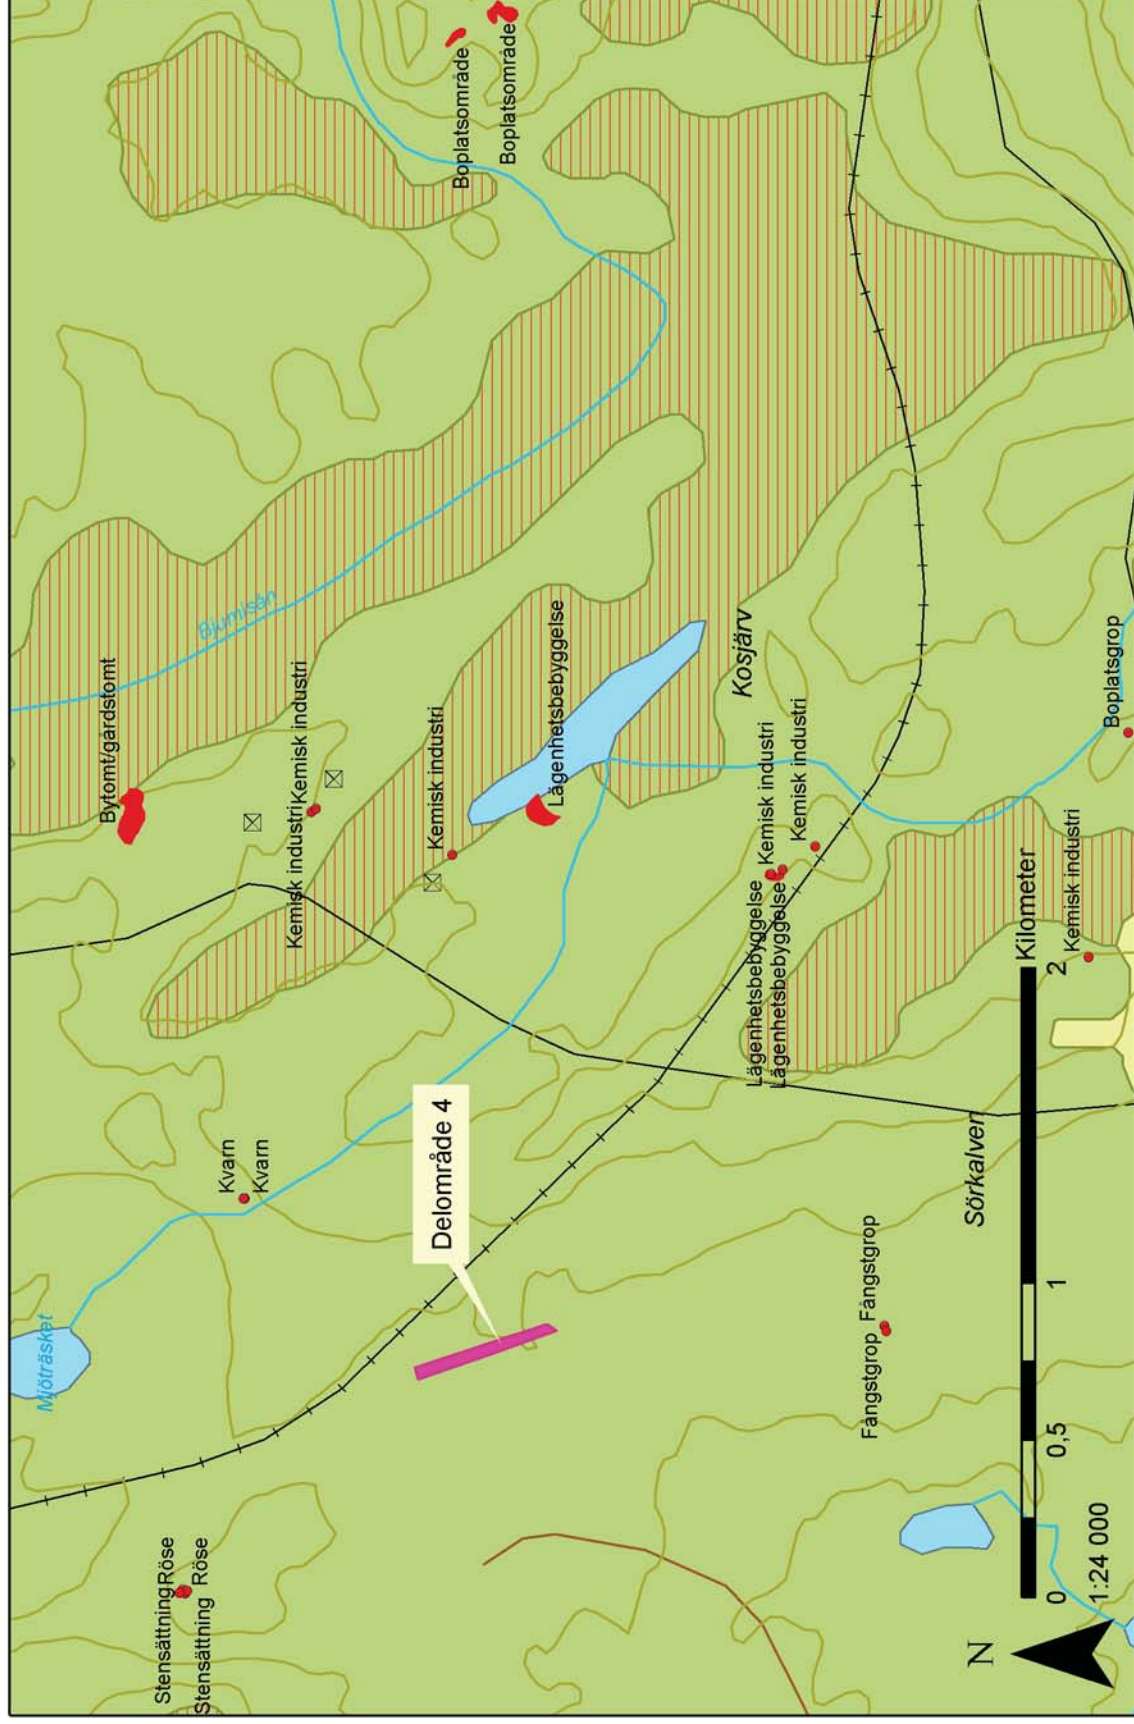 Mjöträsket
Bytomt/gårdstomt
Stensättning Röse
Stensättning Röse
Kvarn
Bjumisån
Kvarn
Kemisk industri Kemisk industri
Kemisk industri
Delområde 4
Boplatsområde
Boplatsområde
Lägenhetsbebyggelse
Kosjärv
Lägenhetsbebyggelse Kemisk industri
Lägenhetsbebyggelse
Kemisk industri
Fångstgrop Fångstgrop
Sörkalven
N
Kilometer
0 0,5 1 2
Kemisk industri
1:24 000
Boplatsgrop